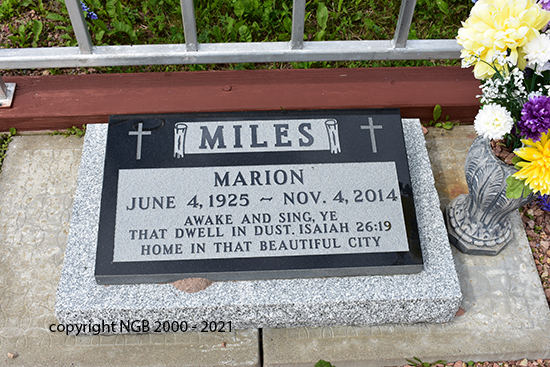 MILES
MARION
JUNE 4, 1925 ~ NOV. 4, 2014
AWAKE AND SING, YE
THAT DWELL IN DUST. ISAIAH 26:19
HOME IN THAT BEAUTIFUL CITY
copyright NGB 2000 - 2021